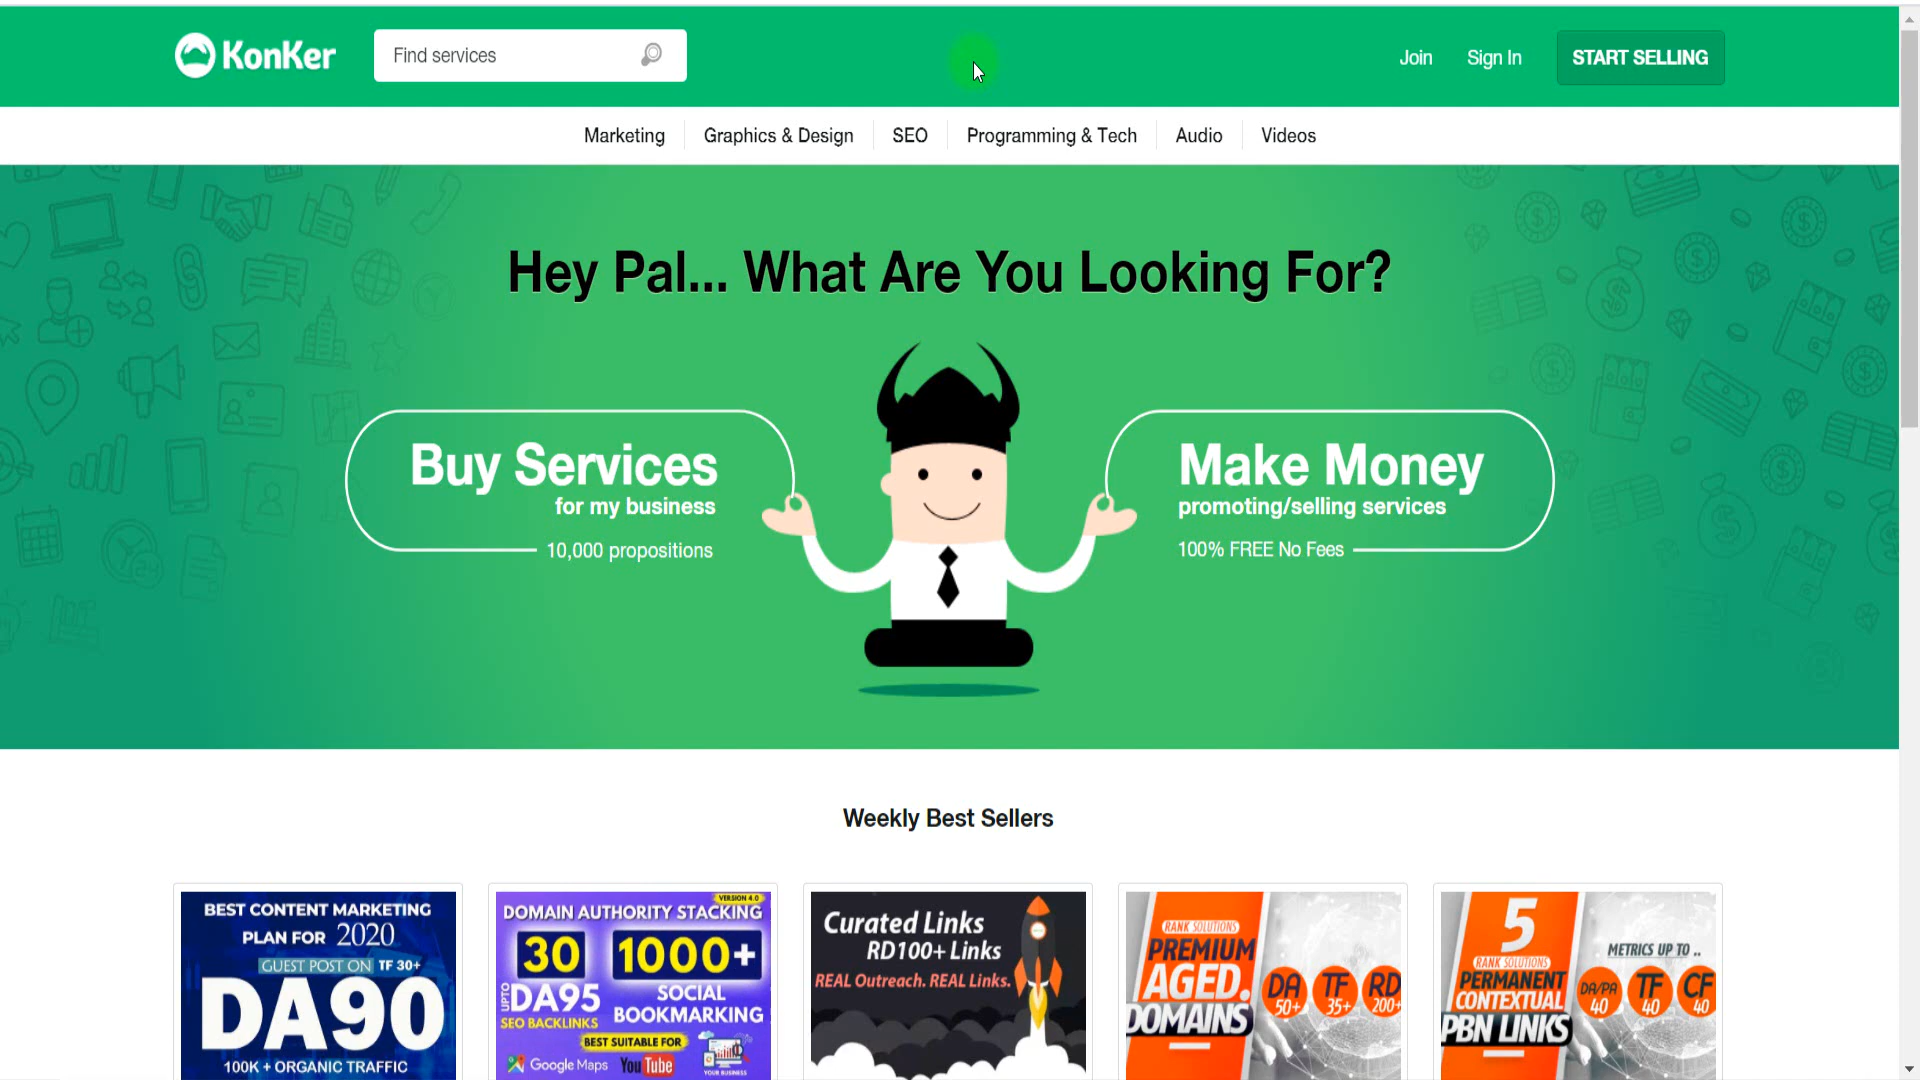 KonKer
Find services
Join
Sign In
START SELLING
Marketing
Graphics & Design
SEO
Programming & Tech
Audio
Videos
Hey Pal... What Are You Looking For?
Buy Services
for my business
10,000 propositions
Make Money
promoting/selling services
100% FREE No Fees
Weekly Best Sellers
BEST CONTENT MARKETING
PLAN FOR 2020
GUEST POST ON TF 30+
DA90
100K + ORGANIC TRAFFIC
VERSION 4.0
DOMAIN AUTHORITY STACKING
30
1000+
UPTO DA95
SEO BACKLINKS
SOCIAL
BOOKMARKING
BEST SUITABLE FOR
Google Maps
YouTube
YOUR BUSINESS
Curated Links
RD100+ Links
REAL Outreach. REAL Links.
RANK SOLUTIONS
PREMIUM
AGED.
DOMAINS
DA
50+
TF
35+
RD
200+
5
RANK SOLUTIONS
PERMANENT
CONTEXTUAL
PBN LINKS
METRICS UP TO ..
DA/PA
40
TF
40
CF
40